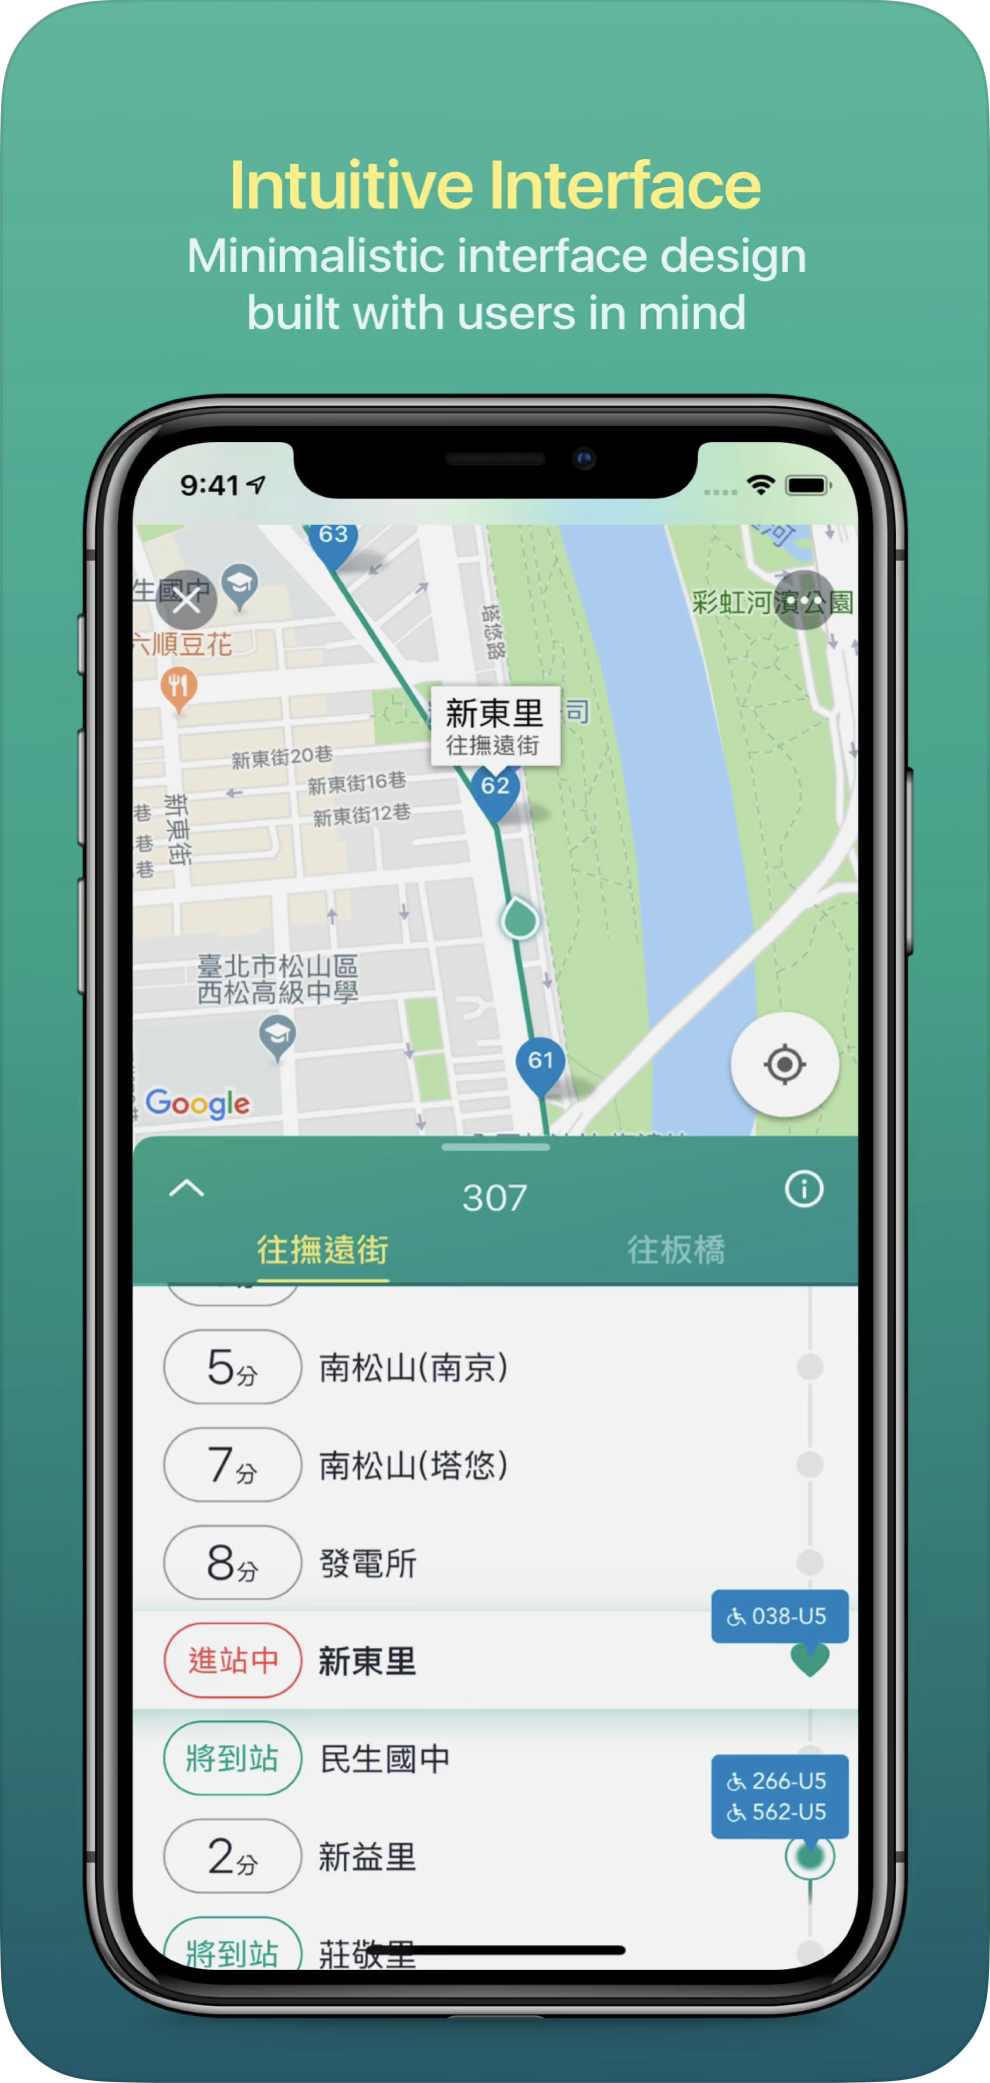 Intuitive Interface
Minimalistic interface design
built with users in mind
9:41
63
生國中
彩虹河濱公園
六順豆花
塔悠路
新東里
司
往撫遠街
新東街20巷
62
新東街16巷
新東街12巷
巷
新東街
巷
巷
臺北市松山區
西松高級中學
61
Google
307
往撫遠街
往板橋
5分
南松山(南京)
7分
南松山(塔悠)
8分
發電所
038-U5
進站中
新東里
將到站
民生國中
266-U5
562-U5
2分
新益里
將到站
莊敬里